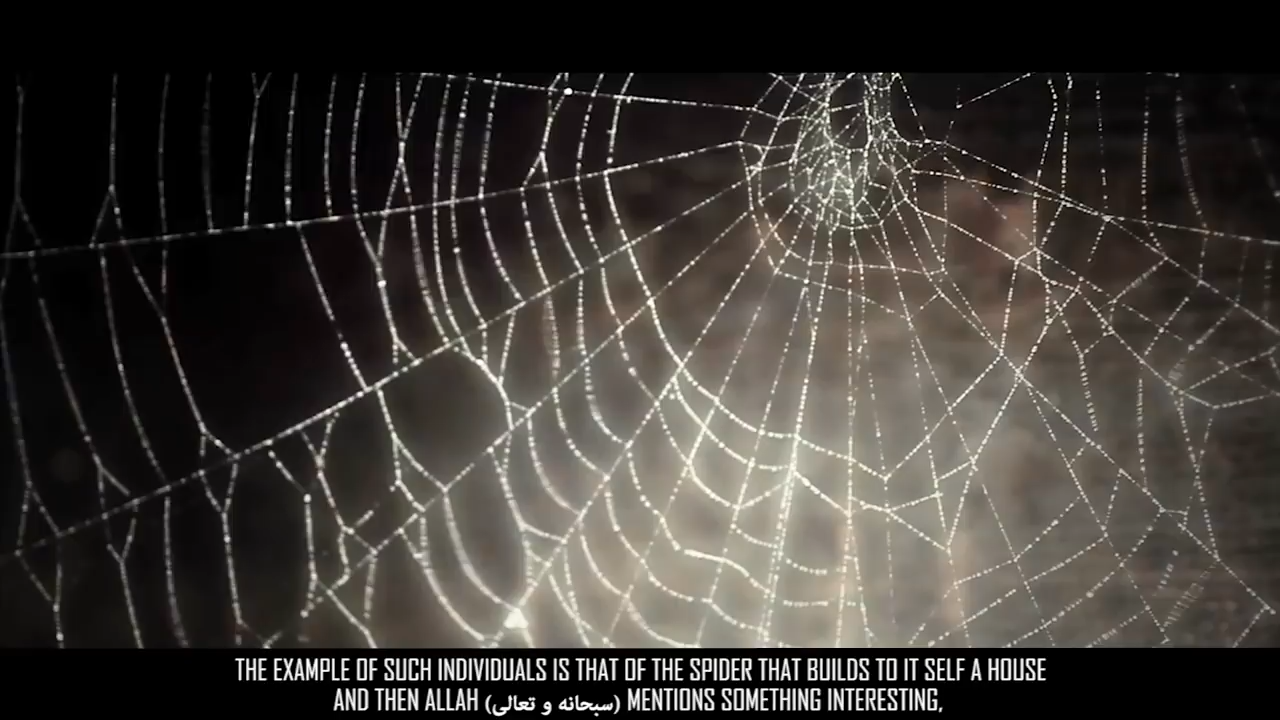 THE EXAMPLE OF SUCH INDIVIDUALS IS THAT OF THE SPIDER THAT BUILDS TO IT SELF A HOUSE
AND THEN ALLAH (سبحانه و تعالى) MENTIONS SOMETHING INTERESTING,